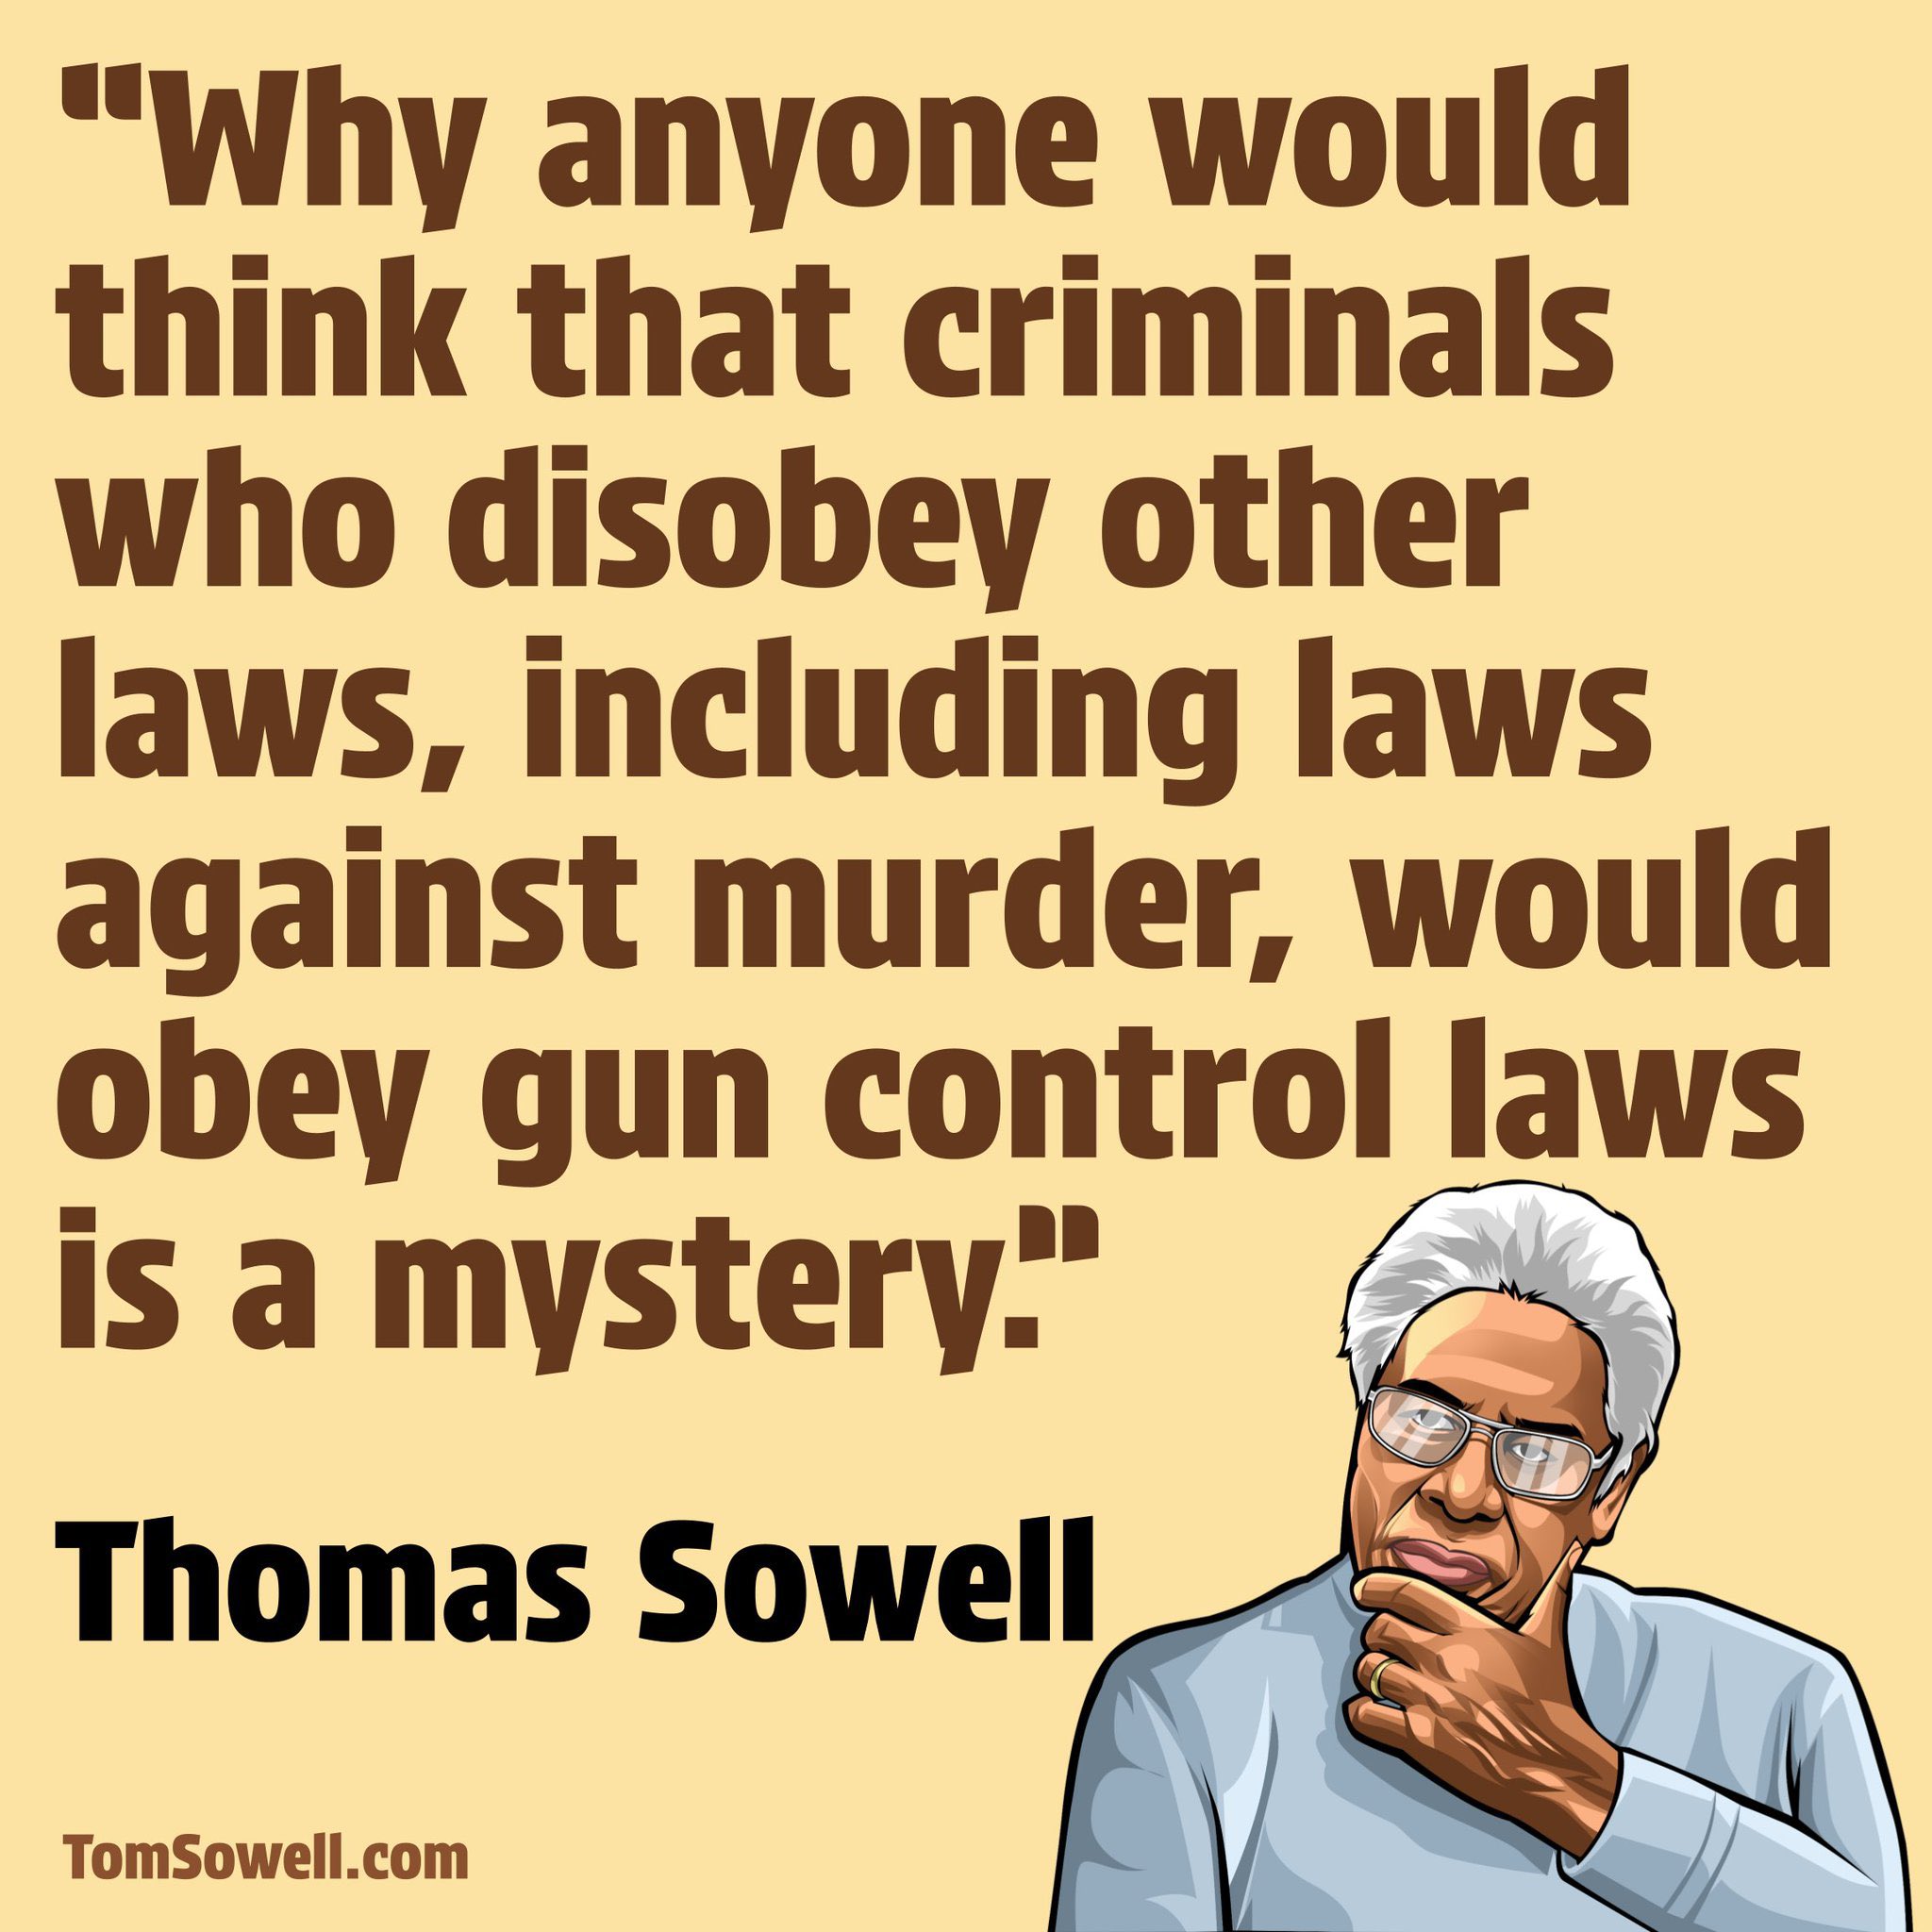 “Why anyone would
think that criminals
who disobey other
laws, including laws
against murder, would
obey gun control laws
is a mystery.”
Thomas Sowell
TomSowell.com